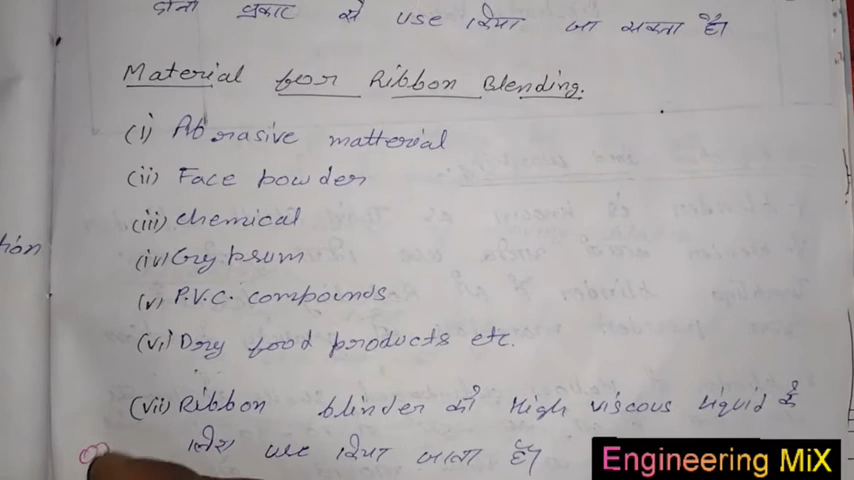 दोनो प्रकार से use किया जा सकता है।
Material for Ribbon Blending.
(i) Abrasive matterial
(ii) Face powder
(iii) chemical
(iv) Gypsum
(v) P.V.C. compounds
(vi) Dry food products etc.
(vii) Ribbon blinder को High viscous liquid के
लिए use किया जाता है।
Engineering MiX